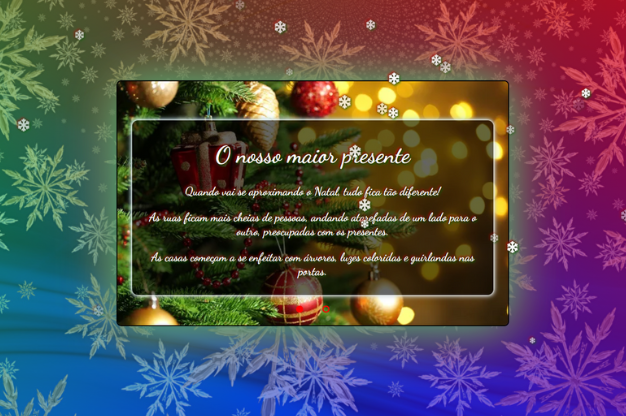 O nosso maior presente
Quando vai se aproximando o Natal, tudo fica tão diferente!
As ruas ficam mais cheias de pessoas, andando atarefadas de um lado para o
outro, preocupadas com os presentes.
As casas começam a se enfeitar com árvores, luzes coloridas e guirlandas nas
portas.